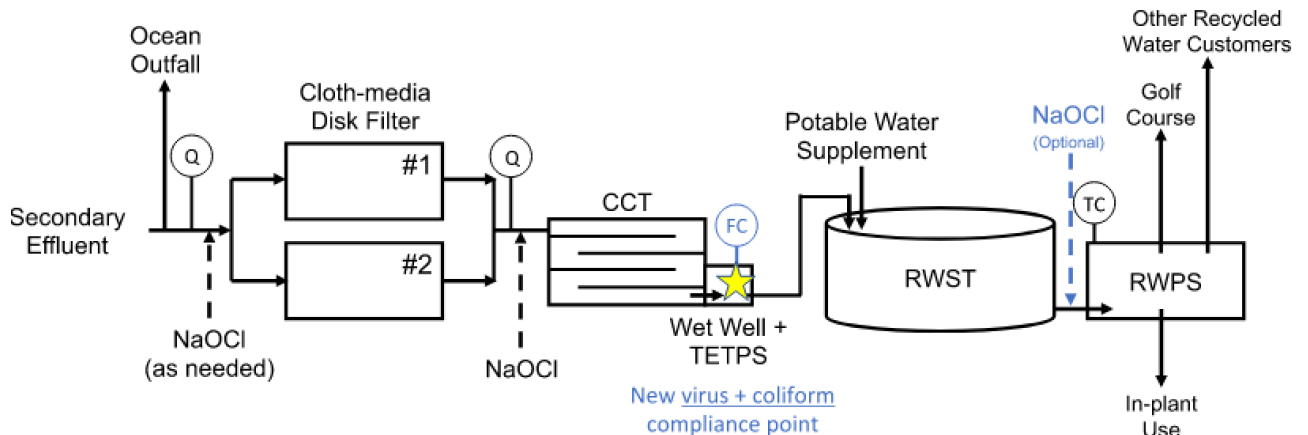 Ocean
Outfall
Cloth-media
Disk Filter
Other Recycled
Water Customers
Golf
Course
NaOCl
(Optional)
Potable Water
Supplement
Q
#1
Q
CCT
FC
TC
Secondary
Effluent
#2
RWST
RWPS
NaOCl
(as needed)
NaOCl
Wet Well +
TETPS
New virus + coliform
compliance point
In-plant
Use